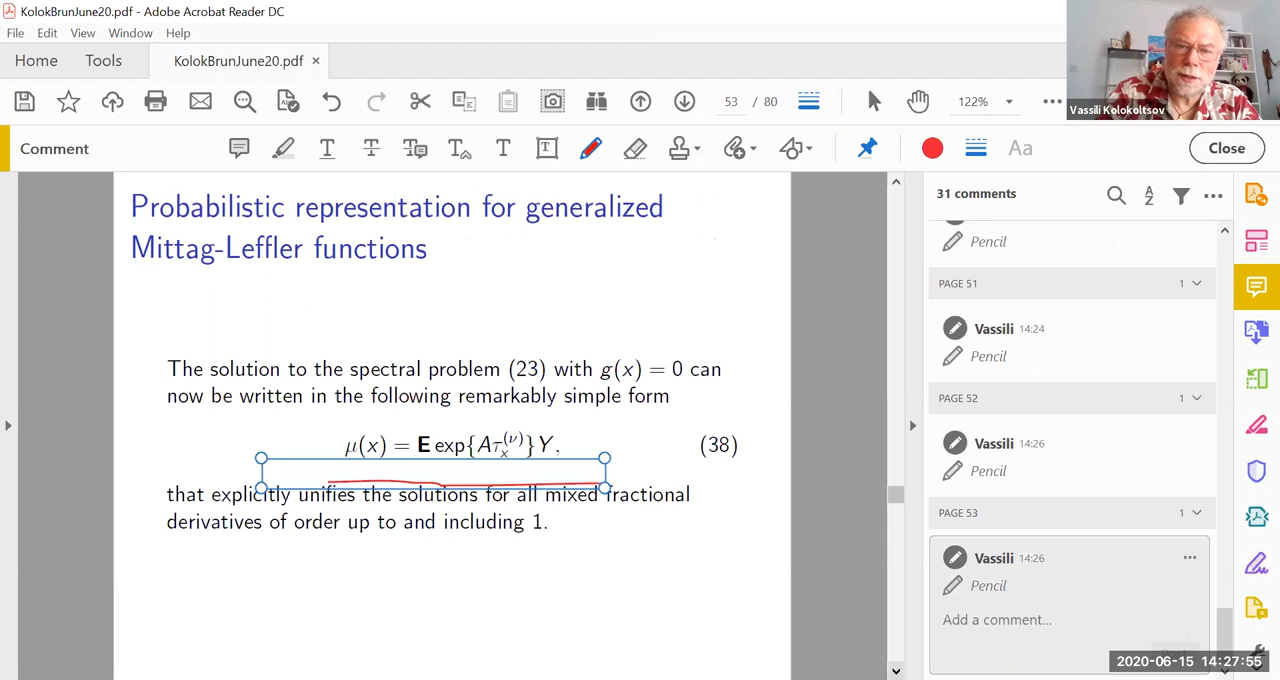 KolokBrunJune20.pdf - Adobe Acrobat Reader DC
File Edit View Window Help
Home Tools KolokBrunJune20.pdf ×
53 / 80 122%
Vassili Kolokoltsov
Comment Aa Close
Probabilistic representation for generalized
Mittag-Leffler functions
The solution to the spectral problem (23) with g(x) = 0 can
now be written in the following remarkably simple form
μ(x) = E exp{Aτ_x^(ν)}Y, (38)
that explicitly unifies the solutions for all mixed fractional
derivatives of order up to and including 1.
31 comments
Pencil
PAGE 51 1
Vassili 14:24
Pencil
PAGE 52 1
Vassili 14:26
Pencil
PAGE 53 1
Vassili 14:26
Pencil
Add a comment...
2020-06-15 14:27:55